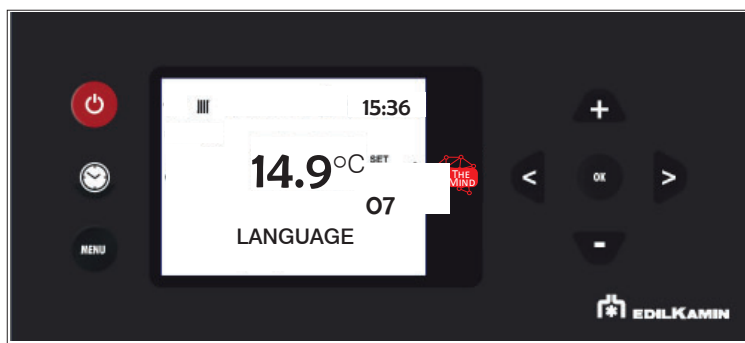 15:36
14.9°C SET
THE MIND
07
LANGUAGE
MENU
+
<
OK
>
-
EDILKAMIN